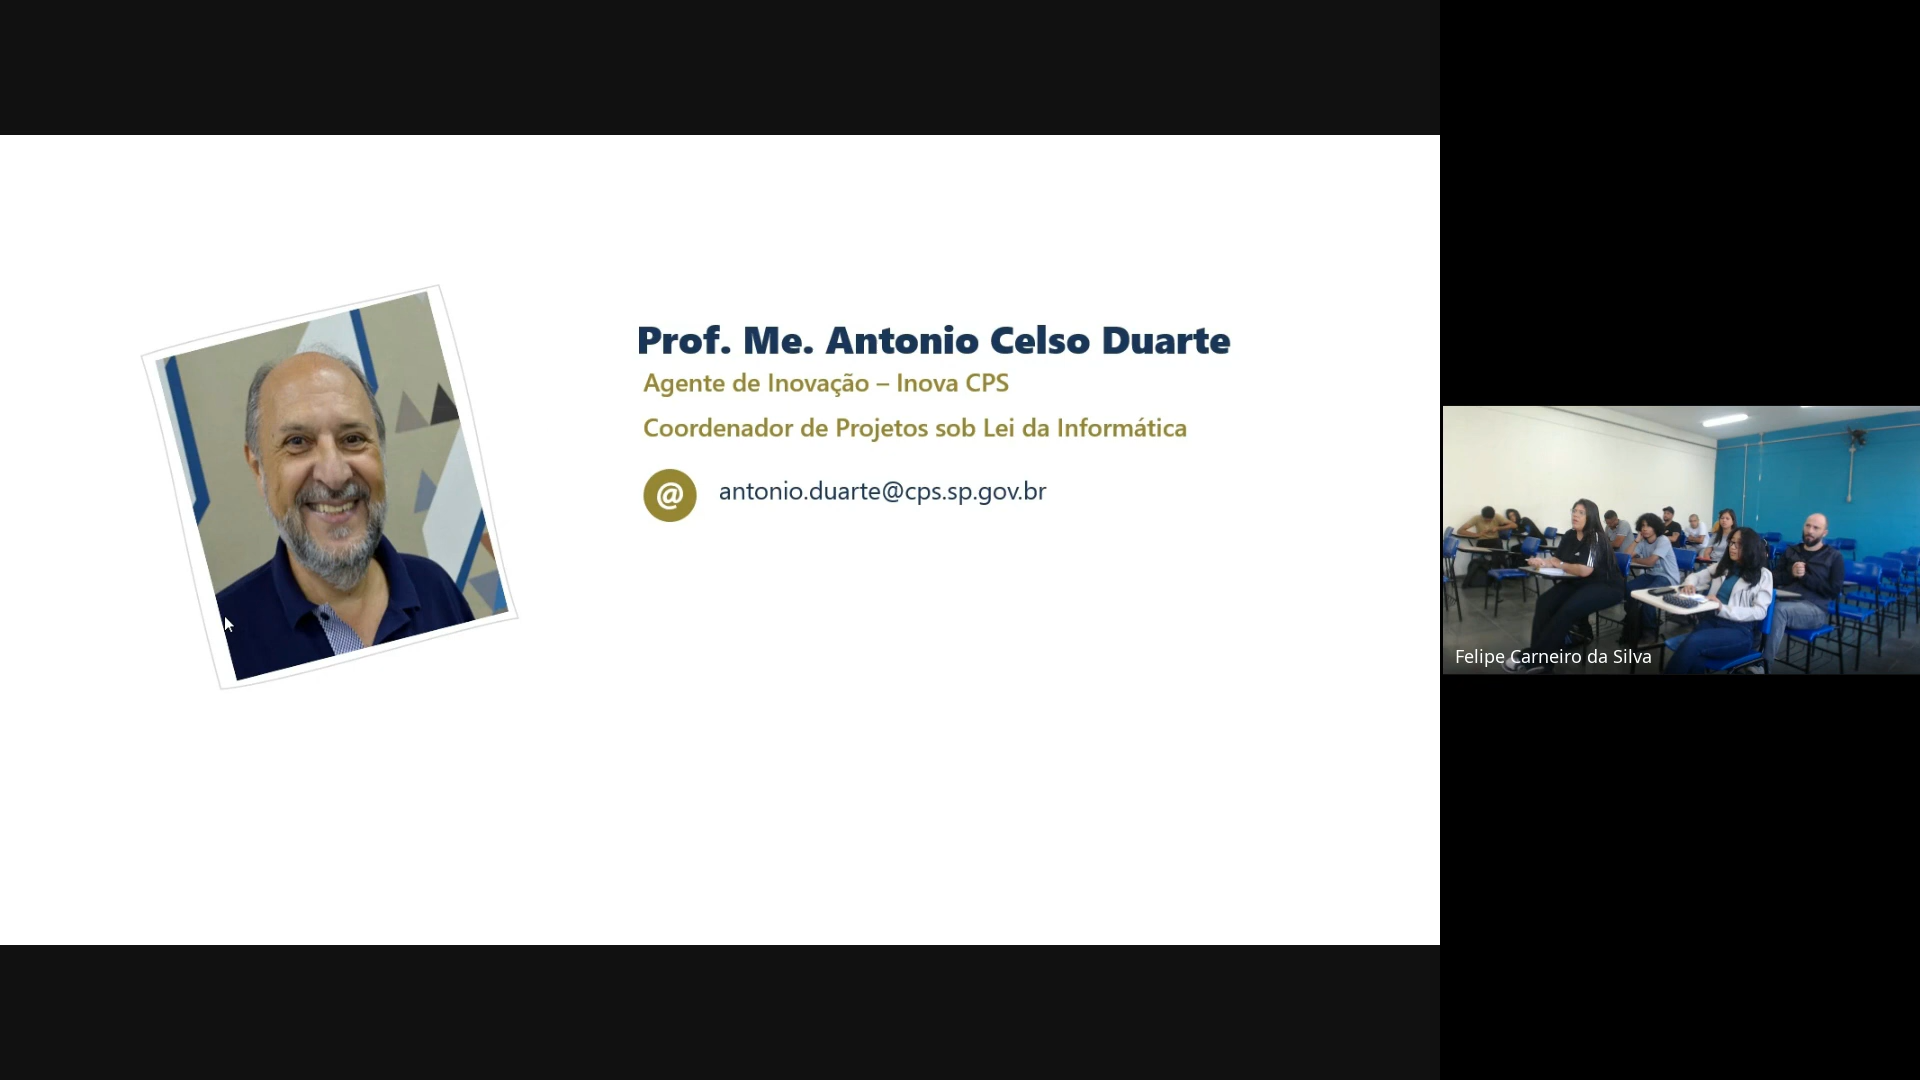 Prof. Me. Antonio Celso Duarte
Agente de Inovação – Inova CPS
Coordenador de Projetos sob Lei da Informática
@ antonio.duarte@cps.sp.gov.br
Felipe Carneiro da Silva